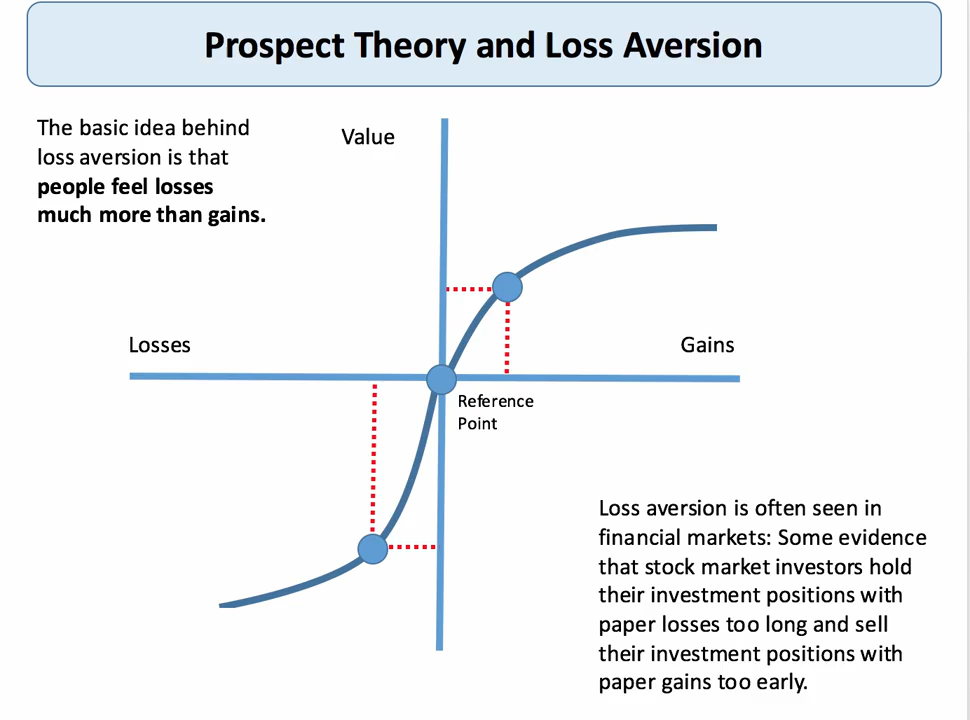 Prospect Theory and Loss Aversion
The basic idea behind
loss aversion is that
people feel losses
much more than gains.
Value
Losses
Gains
Reference
Point
Loss aversion is often seen in
financial markets: Some evidence
that stock market investors hold
their investment positions with
paper losses too long and sell
their investment positions with
paper gains too early.